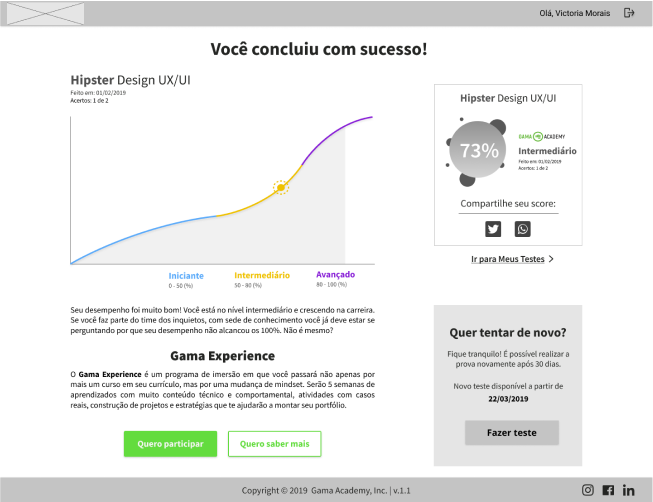 Olá, Victoria Morais
Você concluiu com sucesso!
Hipster Design UX/UI
Feito em: 01/02/2019
Acertos: 1 de 2
Iniciante
0 - 50 (%)
Intermediário
50 - 80 (%)
Avançado
80 - 100 (%)
Seu desempenho foi muito bom! Você está no nível intermediário e crescendo na carreira.
Se você faz parte do time dos inquietos, com sede de conhecimento você já deve estar se
perguntando por que seu desempenho não alcancou os 100%. Não é mesmo?
Gama Experience
O Gama Experience é um programa de imersão em que você passará não apenas por
mais um curso em seu currículo, mas por uma mudança de mindset. Serão 5 semanas de
aprendizados com muito conteúdo técnico e comportamental, atividades com casos
reais, construção de projetos e estratégias que te ajudarão a montar seu portfólio.
Quero participar
Quero saber mais
Hipster Design UX/UI
73%
GAMA ACADEMY
Intermediário
Feito em: 01/02/2019
Acertos: 1 de 2
Compartilhe seu score:
Ir para Meus Testes
Quer tentar de novo?
Fique tranquilo! É possível realizar a
prova novamente após 30 dias.
Novo teste disponível a partir de
22/03/2019
Fazer teste
Copyright © 2019 Gama Academy, Inc. | v.1.1